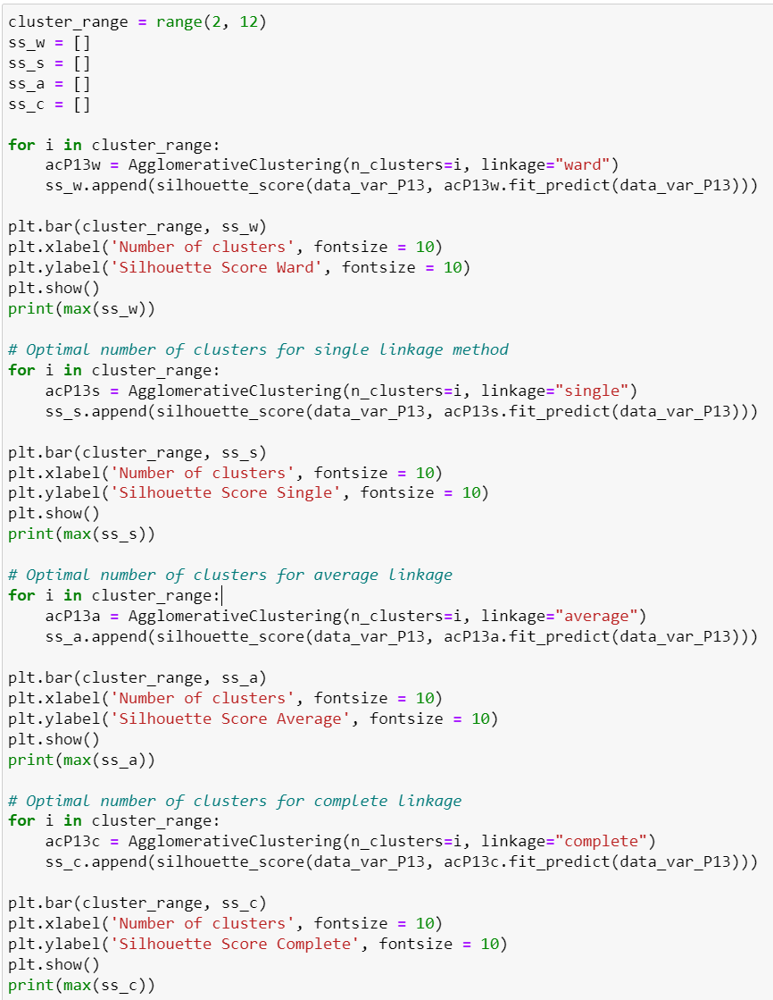 cluster_range = range(2, 12)
ss_w = []
ss_s = []
ss_a = []
ss_c = []

for i in cluster_range:
    acP13w = AgglomerativeClustering(n_clusters=i, linkage="ward")
    ss_w.append(silhouette_score(data_var_P13, acP13w.fit_predict(data_var_P13)))

plt.bar(cluster_range, ss_w)
plt.xlabel('Number of clusters', fontsize = 10)
plt.ylabel('Silhouette Score Ward', fontsize = 10)
plt.show()
print(max(ss_w))

# Optimal number of clusters for single linkage method
for i in cluster_range:
    acP13s = AgglomerativeClustering(n_clusters=i, linkage="single")
    ss_s.append(silhouette_score(data_var_P13, acP13s.fit_predict(data_var_P13)))

plt.bar(cluster_range, ss_s)
plt.xlabel('Number of clusters', fontsize = 10)
plt.ylabel('Silhouette Score Single', fontsize = 10)
plt.show()
print(max(ss_s))

# Optimal number of clusters for average linkage
for i in cluster_range:
    acP13a = AgglomerativeClustering(n_clusters=i, linkage="average")
    ss_a.append(silhouette_score(data_var_P13, acP13a.fit_predict(data_var_P13)))

plt.bar(cluster_range, ss_a)
plt.xlabel('Number of clusters', fontsize = 10)
plt.ylabel('Silhouette Score Average', fontsize = 10)
plt.show()
print(max(ss_a))

# Optimal number of clusters for complete linkage
for i in cluster_range:
    acP13c = AgglomerativeClustering(n_clusters=i, linkage="complete")
    ss_c.append(silhouette_score(data_var_P13, acP13c.fit_predict(data_var_P13)))

plt.bar(cluster_range, ss_c)
plt.xlabel('Number of clusters', fontsize = 10)
plt.ylabel('Silhouette Score Complete', fontsize = 10)
plt.show()
print(max(ss_c))